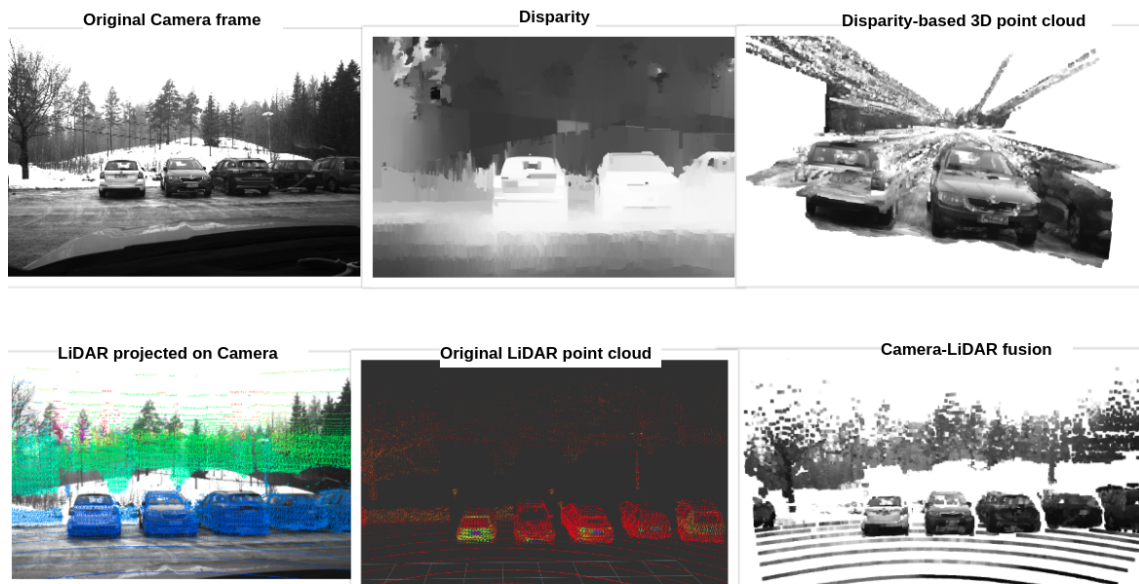 Original Camera frame
Disparity
Disparity-based 3D point cloud
LiDAR projected on Camera
Original LiDAR point cloud
Camera-LiDAR fusion